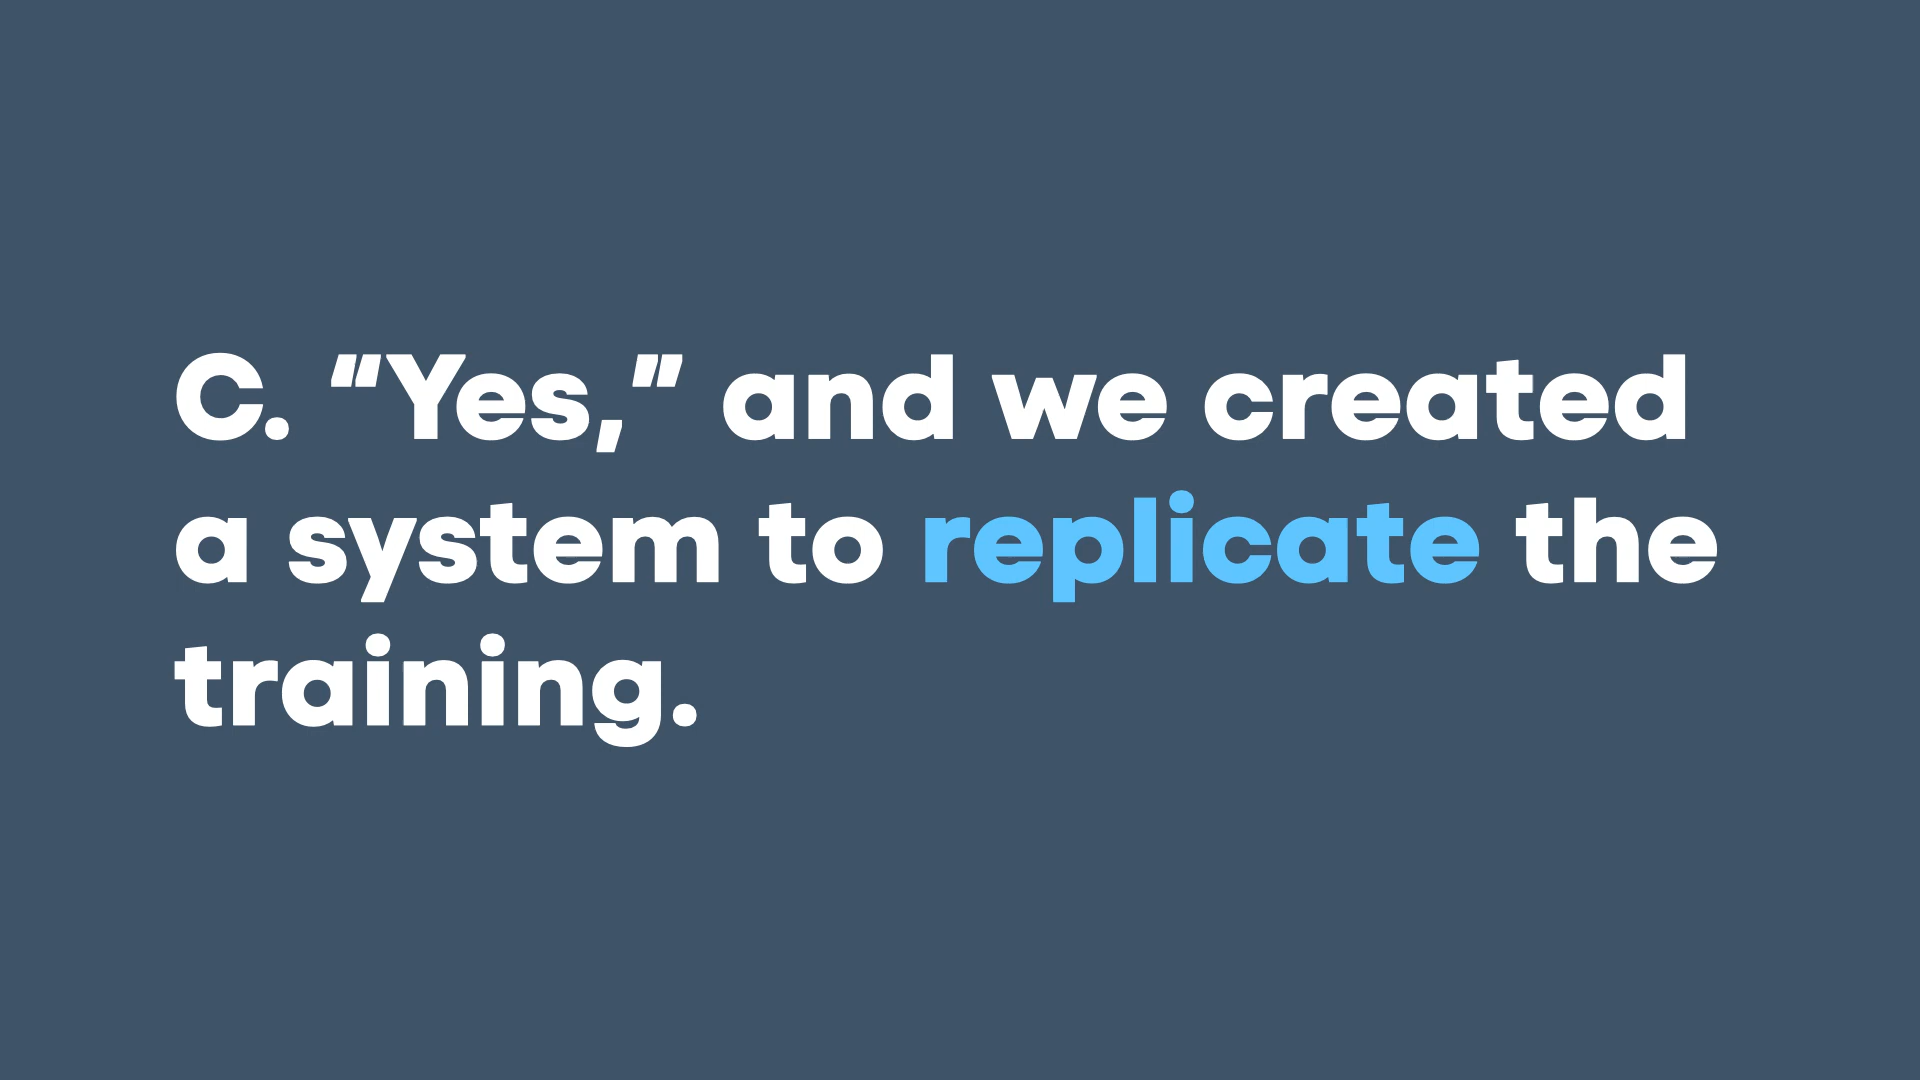 C. “Yes,” and we created
a system to replicate the
training.